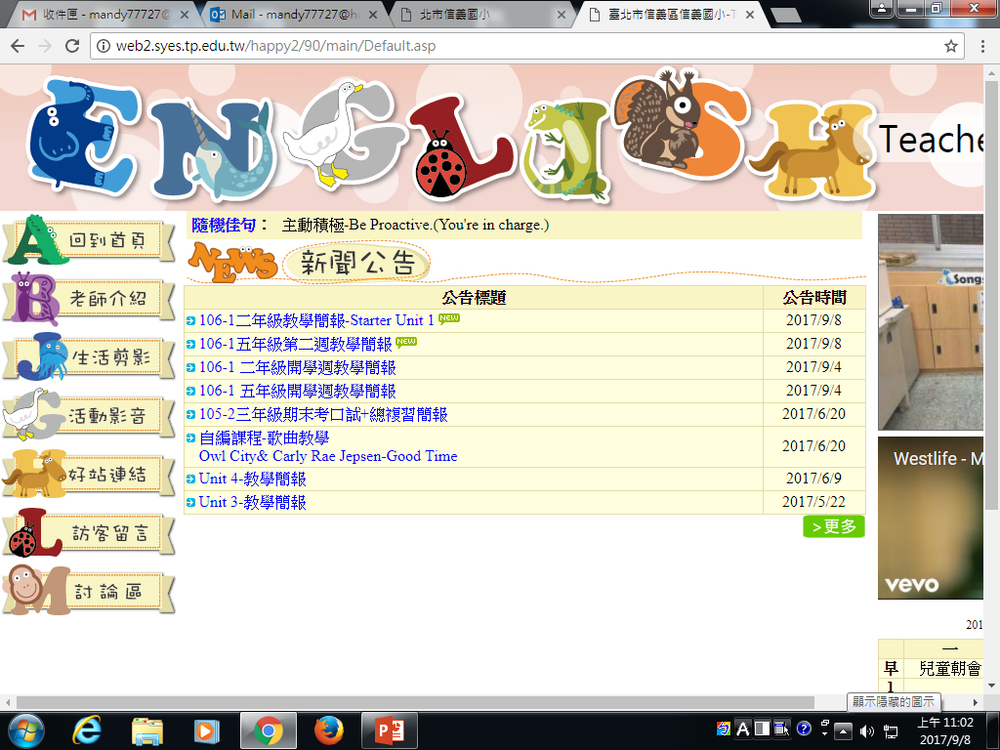 收件匣 - mandy77727@
Mail - mandy77727@h
北市信義國小
臺北市信義區信義國小-T
web2.syes.tp.edu.tw/happy2/90/main/Default.asp
ENGLISH
Teache
A 回到首頁
B 老師介紹
J 生活剪影
G 活動影音
H 好站連結
L 訪客留言
M 討論區
隨機佳句： 主動積極-Be Proactive.(You're in charge.)
NEWS 新聞公告
公告標題 公告時間
106-1二年級教學簡報-Starter Unit 1 NEW 2017/9/8
106-1五年級第二週教學簡報 NEW 2017/9/8
106-1 二年級開學週教學簡報 2017/9/4
106-1 五年級開學週教學簡報 2017/9/4
105-2三年級期末考口試+總複習簡報 2017/6/20
自編課程-歌曲教學 2017/6/20
Owl City& Carly Rae Jepsen-Good Time
Unit 4-教學簡報 2017/6/9
Unit 3-教學簡報 2017/5/22
>更多
Songs
Westlife - M
vevo
201
一
早 兒童朝會
1
顯示隱藏的圖示
A
上午 11:02
2017/9/8